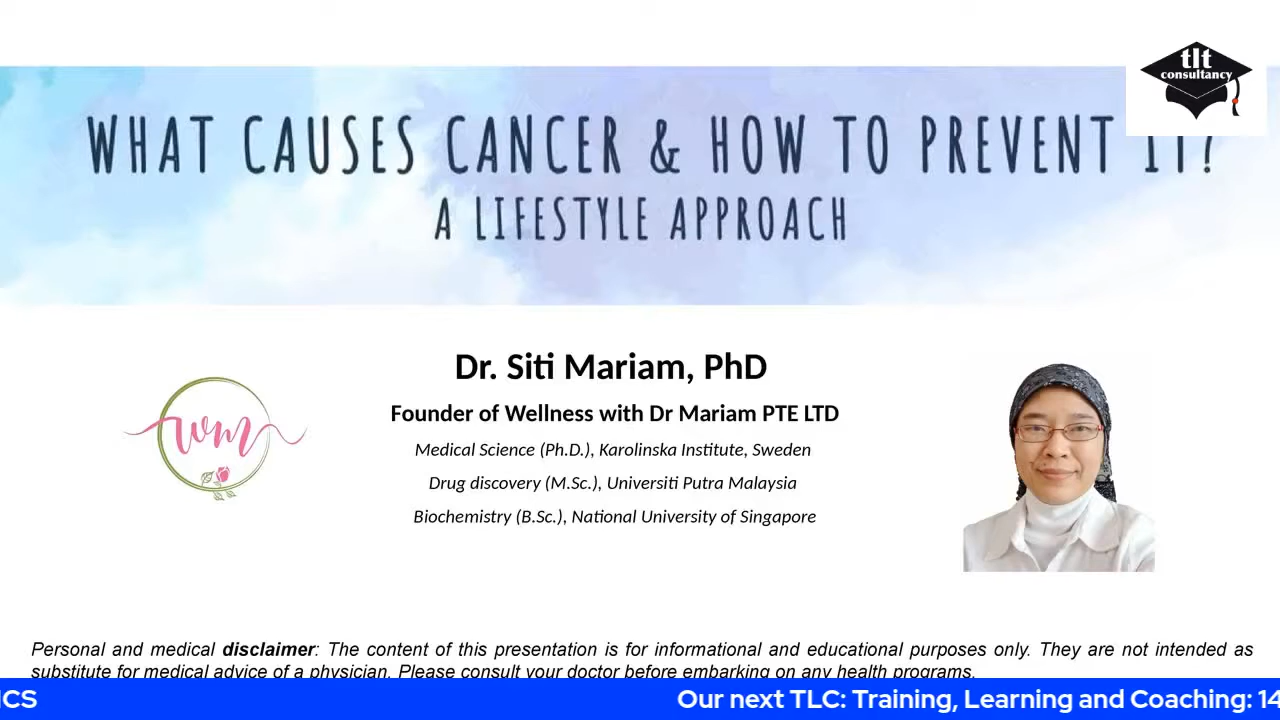 tlt
consultancy
WHAT CAUSES CANCER & HOW TO PREVENT IT?
A LIFESTYLE APPROACH
Dr. Siti Mariam, PhD
Founder of Wellness with Dr Mariam PTE LTD
Medical Science (Ph.D.), Karolinska Institute, Sweden
Drug discovery (M.Sc.), Universiti Putra Malaysia
Biochemistry (B.Sc.), National University of Singapore
wm
Personal and medical disclaimer: The content of this presentation is for informational and educational purposes only. They are not intended as
substitute for medical advice of a physician. Please consult your doctor before embarking on any health programs.
ICS Our next TLC: Training, Learning and Coaching: 14